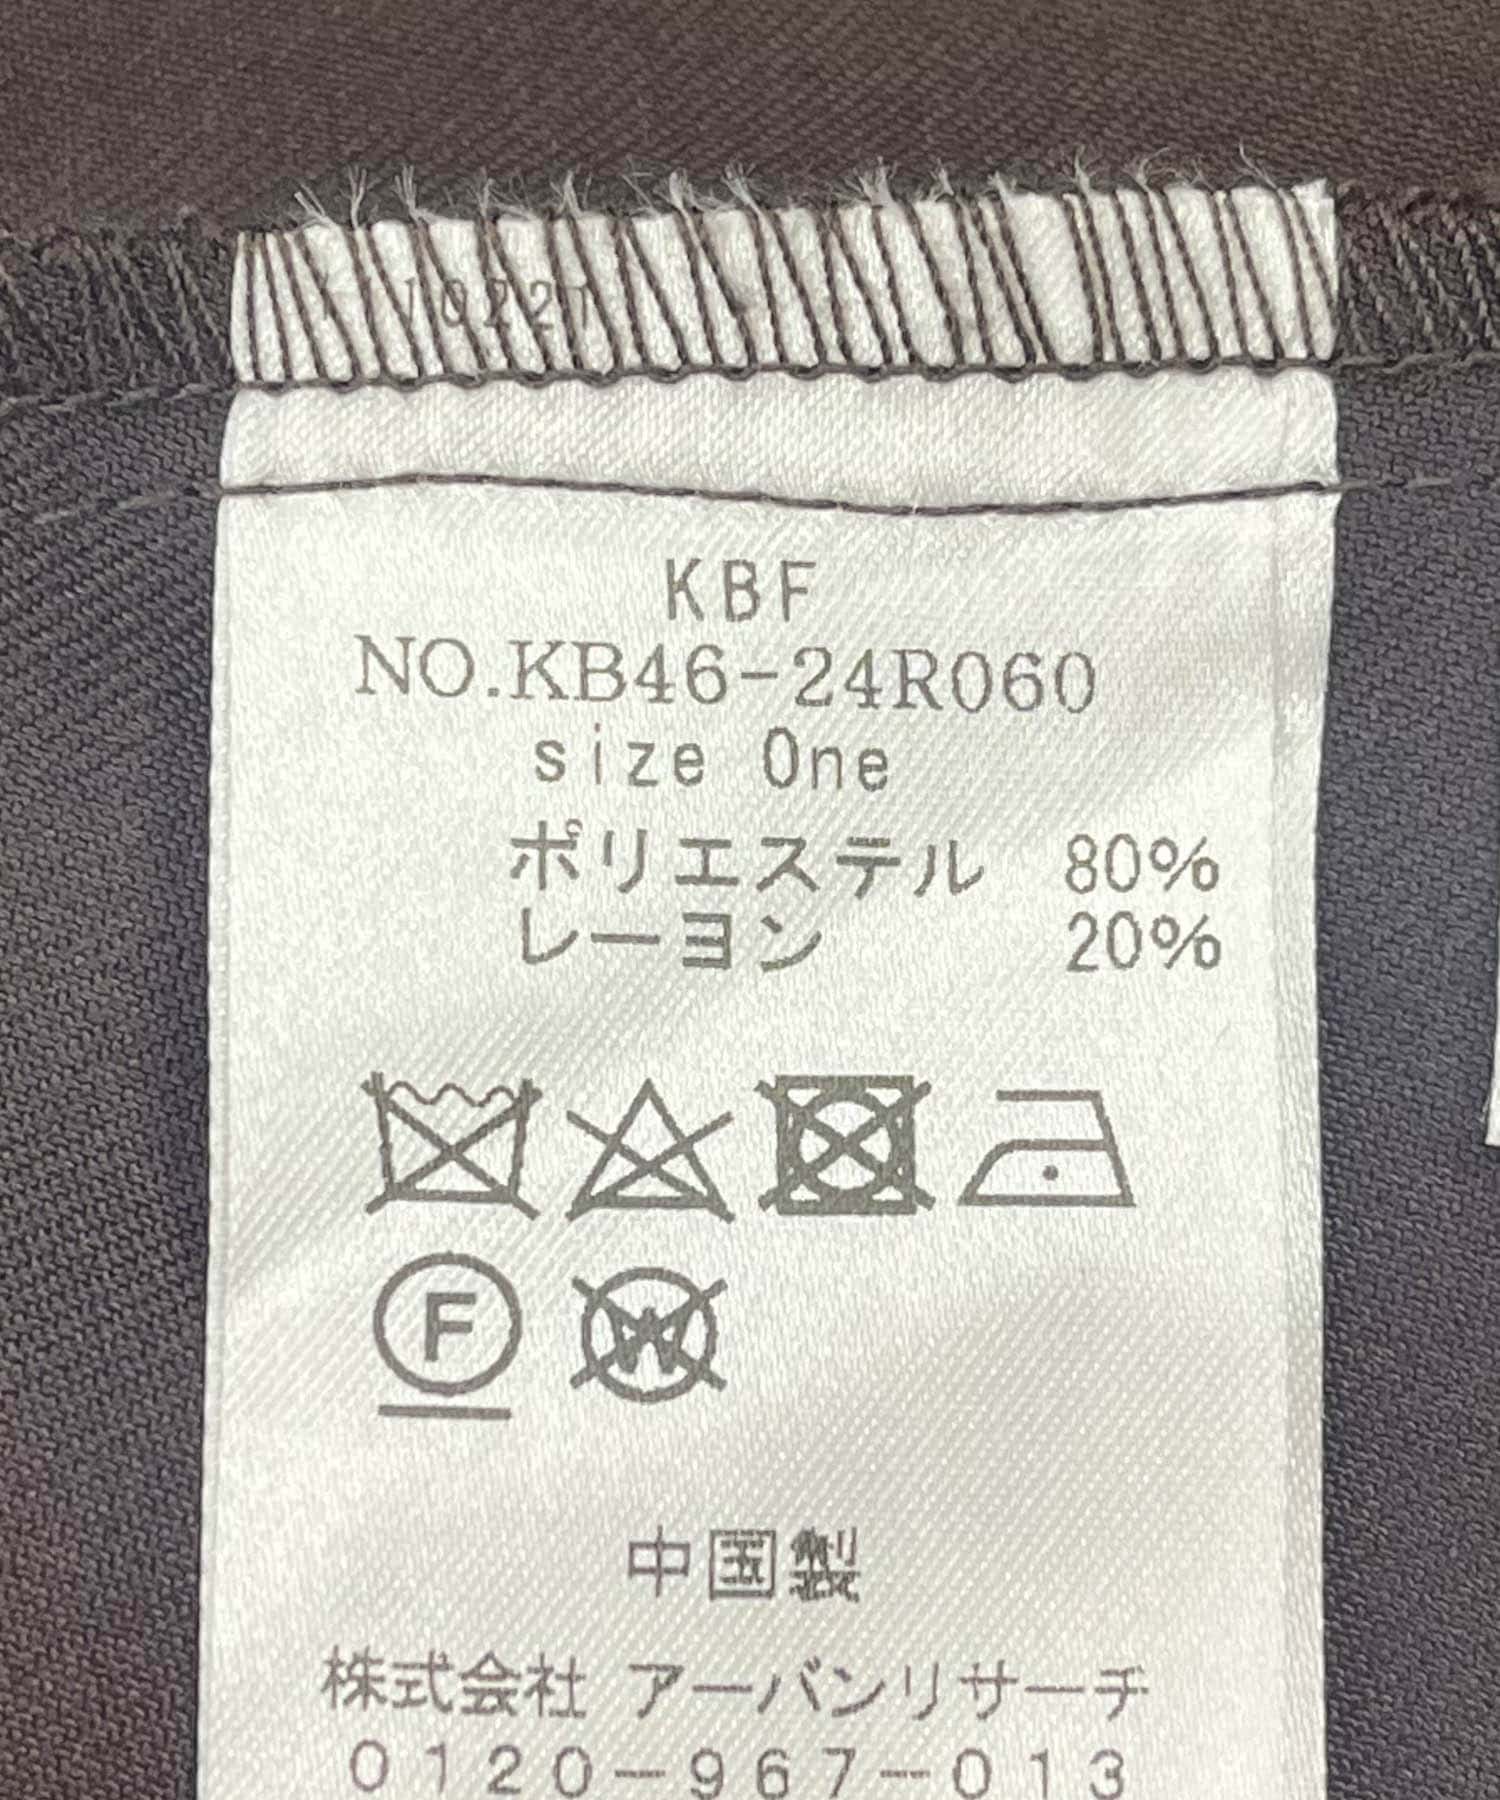 KBF
NO.KB46-24R060
size One
ポリエステル 80%
レーヨン 20%
F
W
中国製
株式会社 アーバンリサーチ
0120-967-013